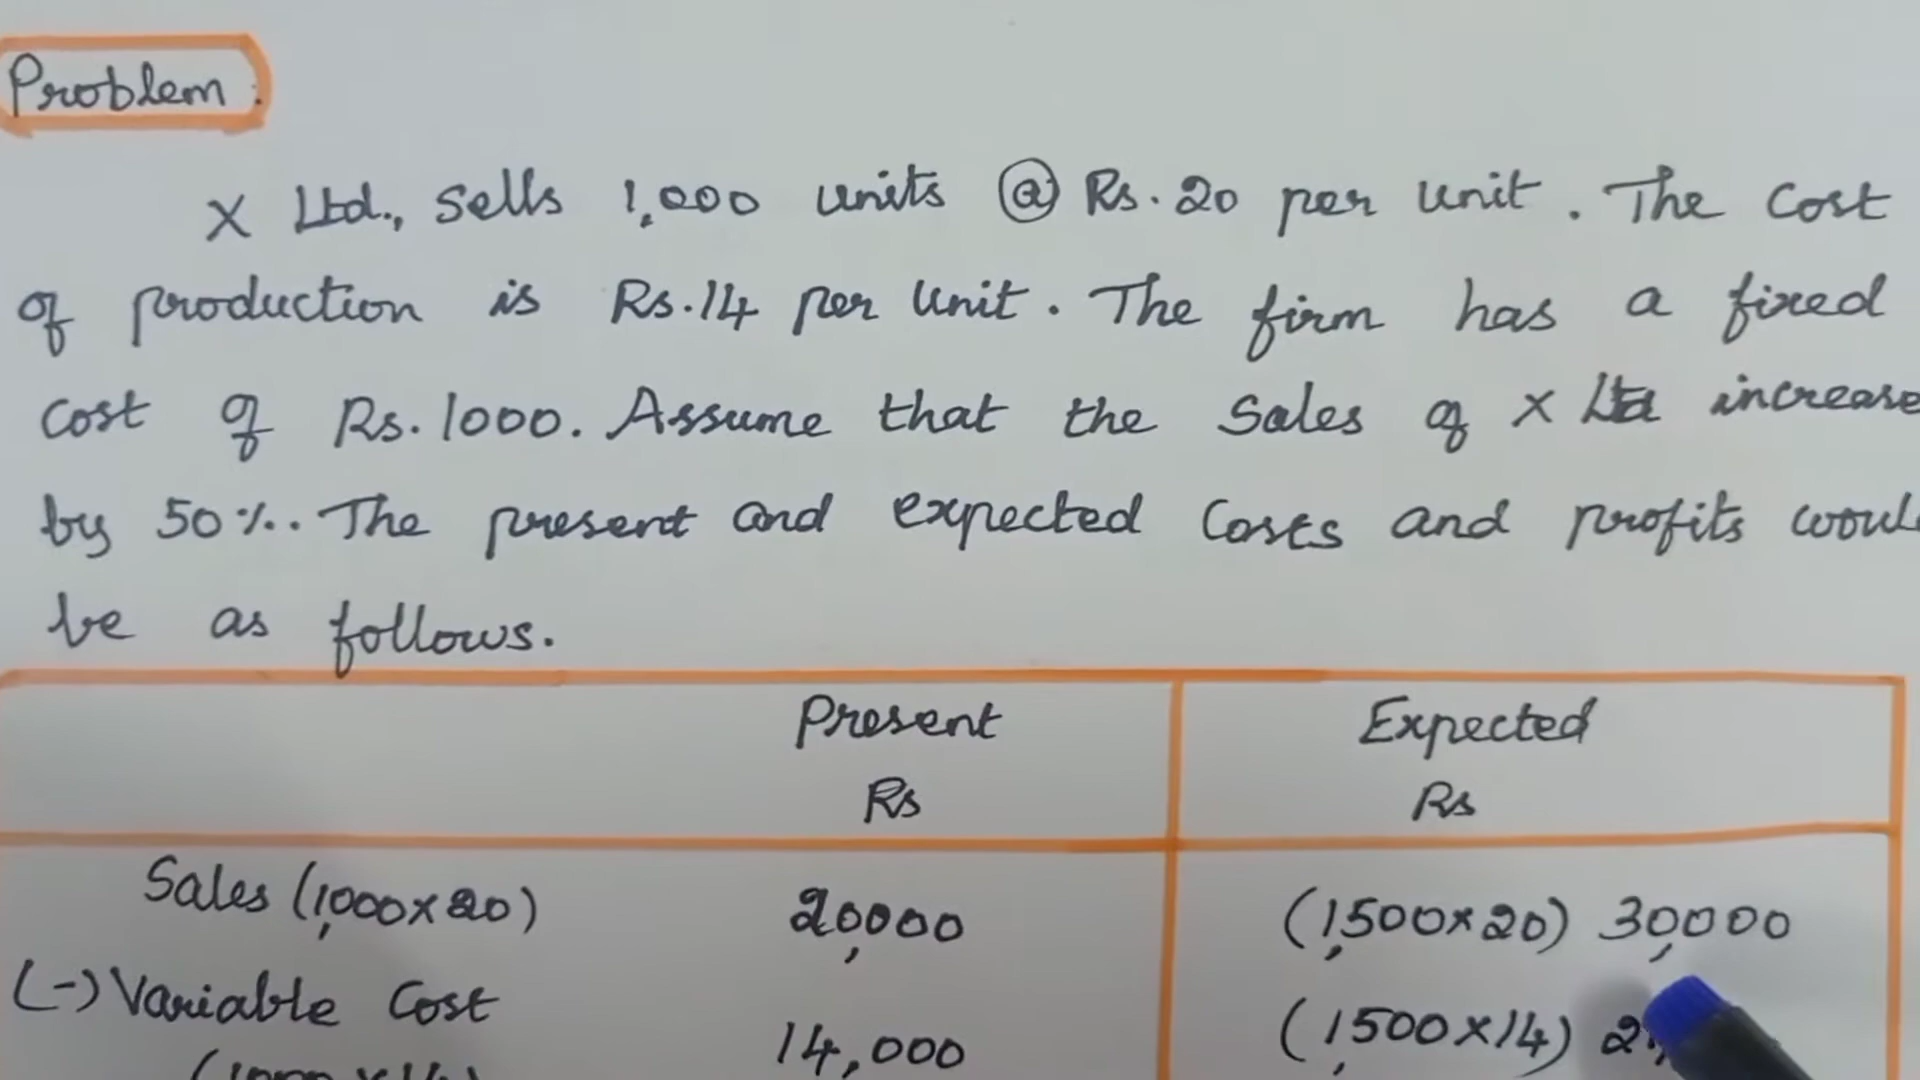 Problem:
X Ltd., sells 1,000 units @ Rs. 20 per unit. The cost
of production is Rs. 14 per unit. The firm has a fixed
cost of Rs. 1000. Assume that the sales of X Ltd increase
by 50%. The present and expected costs and profits woul
be as follows.
Present Expected
Rs Rs
Sales (1,000 x 20) 20,000 (1,500 x 20) 30,000
(-) Variable Cost
14,000 (1,500 x 14)